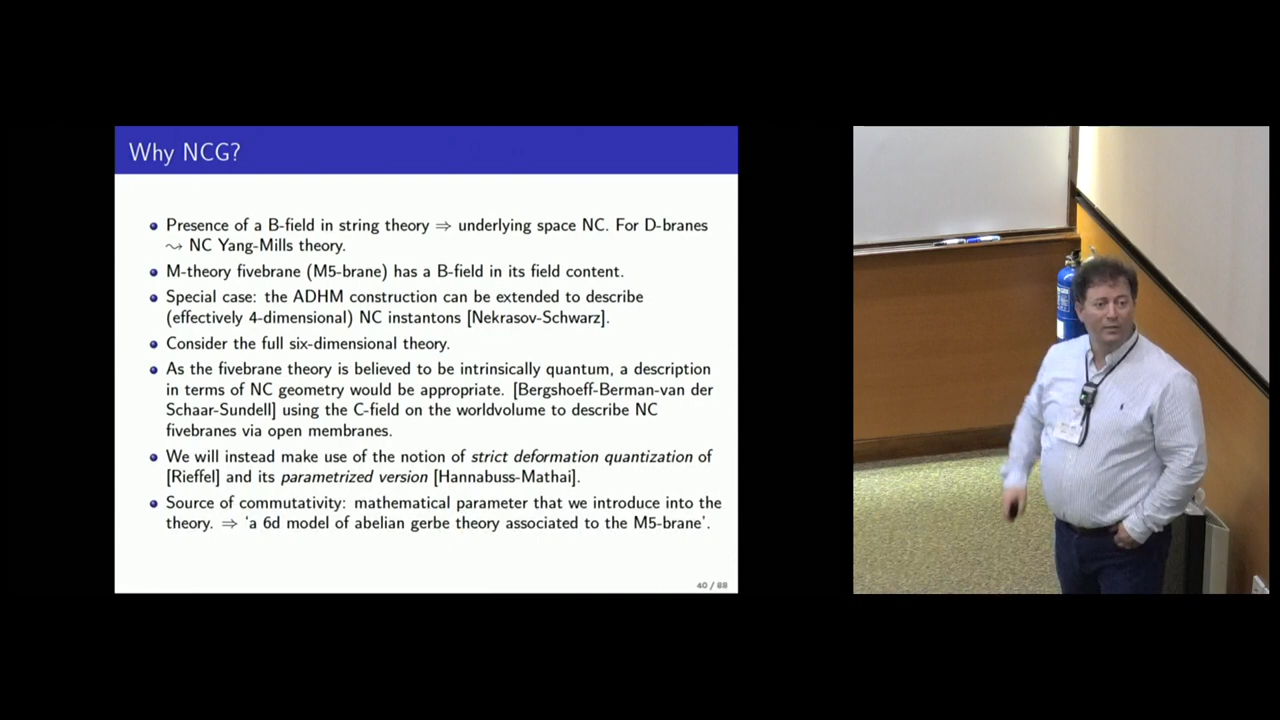 Why NCG?
Presence of a B-field in string theory ⇒ underlying space NC. For D-branes
⇝ NC Yang-Mills theory.
M-theory fivebrane (M5-brane) has a B-field in its field content.
Special case: the ADHM construction can be extended to describe
(effectively 4-dimensional) NC instantons [Nekrasov-Schwarz].
Consider the full six-dimensional theory.
As the fivebrane theory is believed to be intrinsically quantum, a description
in terms of NC geometry would be appropriate. [Bergshoeff-Berman-van der
Schaar-Sundell] using the C-field on the worldvolume to describe NC
fivebranes via open membranes.
We will instead make use of the notion of strict deformation quantization of
[Rieffel] and its parametrized version [Hannabuss-Mathai].
Source of commutativity: mathematical parameter that we introduce into the
theory. ⇒ ‘a 6d model of abelian gerbe theory associated to the M5-brane’.
40 / 88